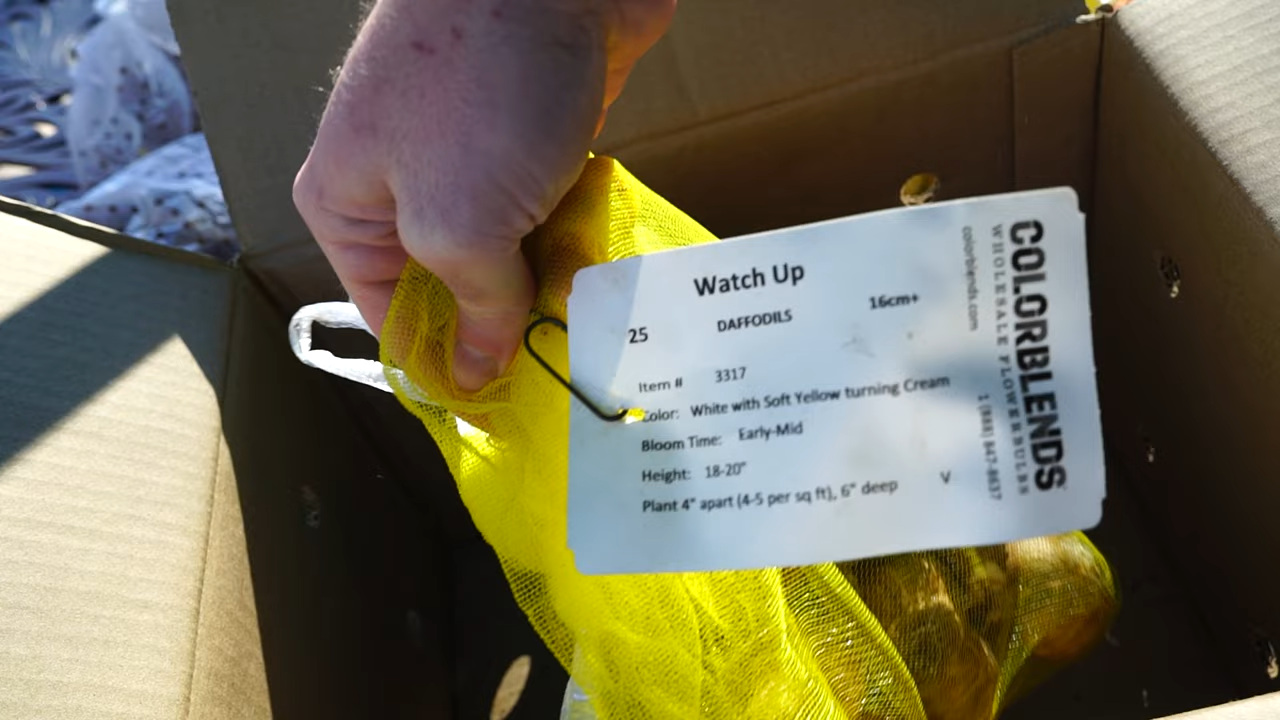 Watch Up
25 DAFFODILS 16cm+
Item # 3317
Color: White with Soft Yellow turning Cream
Bloom Time: Early-Mid
Height: 18-20"
Plant 4" apart (4-5 per sq ft), 6" deep V
COLORBLENDS
WHOLESALE FLOWERBULBS
colorblends.com
1 (888) 847-8637